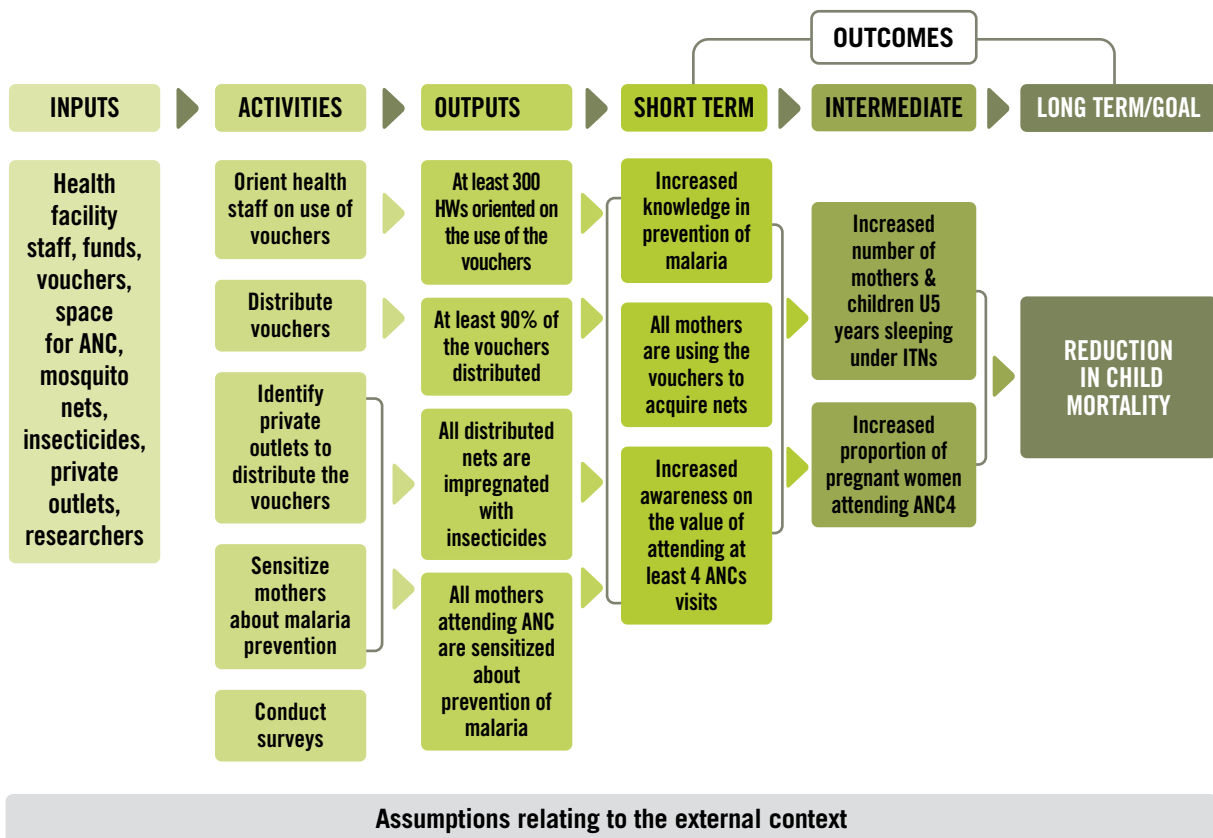 OUTCOMES
INPUTS
ACTIVITIES
OUTPUTS
SHORT TERM
INTERMEDIATE
LONG TERM/GOAL
Health
facility
staff, funds,
vouchers,
space
for ANC,
mosquito
nets,
insecticides,
private
outlets,
researchers
Orient health
staff on use of
vouchers
Distribute
vouchers
Identify
private
outlets to
distribute the
vouchers
Sensitize
mothers
about malaria
prevention
Conduct
surveys
At least 300
HWs oriented on
the use of the
vouchers
At least 90% of
the vouchers
distributed
All distributed
nets are
impregnated
with
insecticides
All mothers
attending ANC
are sensitized
about
prevention of
malaria
Increased
knowledge in
prevention of
malaria
All mothers
are using the
vouchers to
acquire nets
Increased
awareness on
the value of
attending at
least 4 ANCs
visits
Increased
number of
mothers &
children U5
years sleeping
under ITNs
Increased
proportion of
pregnant women
attending ANC4
REDUCTION
IN CHILD
MORTALITY
Assumptions relating to the external context